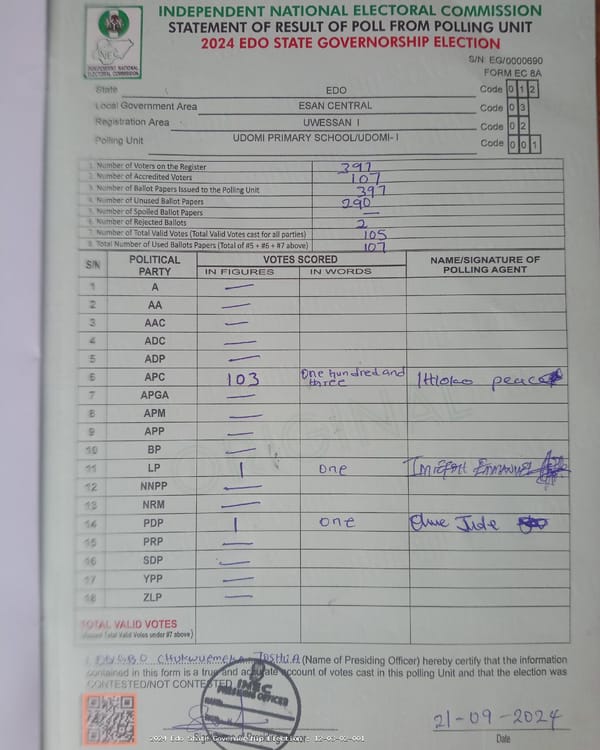 INDEPENDENT NATIONAL ELECTORAL COMMISSION
STATEMENT OF RESULT OF POLL FROM POLLING UNIT
2024 EDO STATE GOVERNORSHIP ELECTION
INDEPENDENT NATIONAL ELECTORAL COMMISSION
S/N: EG/0000690
FORM EC 8A
State EDO Code 0 1 2
Local Government Area ESAN CENTRAL Code 0 3
Registration Area UWESSAN I Code 0 2
Polling Unit UDOMI PRIMARY SCHOOL/UDOMI- I Code 0 0 1
1. Number of Voters on the Register 397
2. Number of Accredited Voters 107
3. Number of Ballot Papers Issued to the Polling Unit 397
4. Number of Unused Ballot Papers 290
5. Number of Spoiled Ballot Papers —
6. Number of Rejected Ballots 2
7. Number of Total Valid Votes (Total Valid Votes cast for all parties) 105
8. Total Number of Used Ballots Papers (Total of #5 + #6 + #7 above) 107
S/N POLITICAL PARTY VOTES SCORED NAME/SIGNATURE OF POLLING AGENT
IN FIGURES IN WORDS
1 A —
2 AA —
3 AAC —
4 ADC —
5 ADP —
6 APC 103 One hundred and three peace
7 APGA —
8 APM —
9 APP —
10 BP —
11 LP 1 one
12 NNPP —
13 NRM —
14 PDP 1 one Jude
15 PRP —
16 SDP —
17 YPP —
18 ZLP —
ORIGINAL
TOTAL VALID VOTES
Total Valid Votes under #7 above)
I, CHUKWUEMEKA JOSHUA (Name of Presiding Officer) hereby certify that the information
contained in this form is a true and accurate account of votes cast in this polling Unit and that the election was
CONTESTED/NOT CONTESTED.
INEC
PRESIDING OFFICER
21-09-2024
Date
2024 Edo State Governorship Election: 12-03-02-001